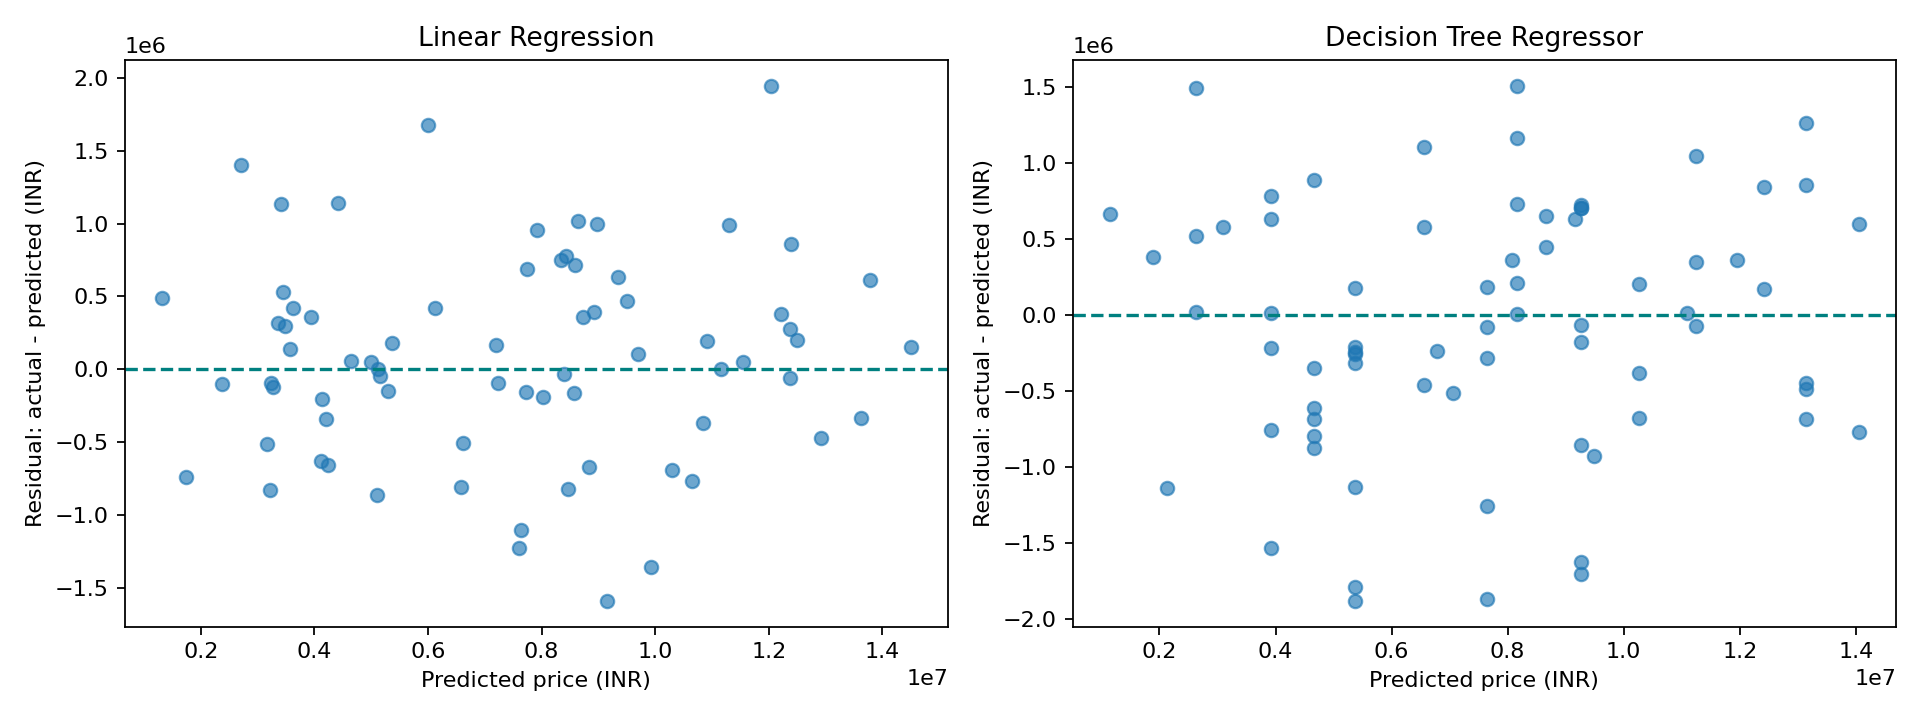 Linear Regression
1e6
2.0
1.5
1.0
0.5
0.0
−0.5
−1.0
−1.5
Residual: actual - predicted (INR)
0.2 0.4 0.6 0.8 1.0 1.2 1.4
1e7
Predicted price (INR)
Decision Tree Regressor
1e6
1.5
1.0
0.5
0.0
−0.5
−1.0
−1.5
−2.0
Residual: actual - predicted (INR)
0.2 0.4 0.6 0.8 1.0 1.2 1.4
1e7
Predicted price (INR)